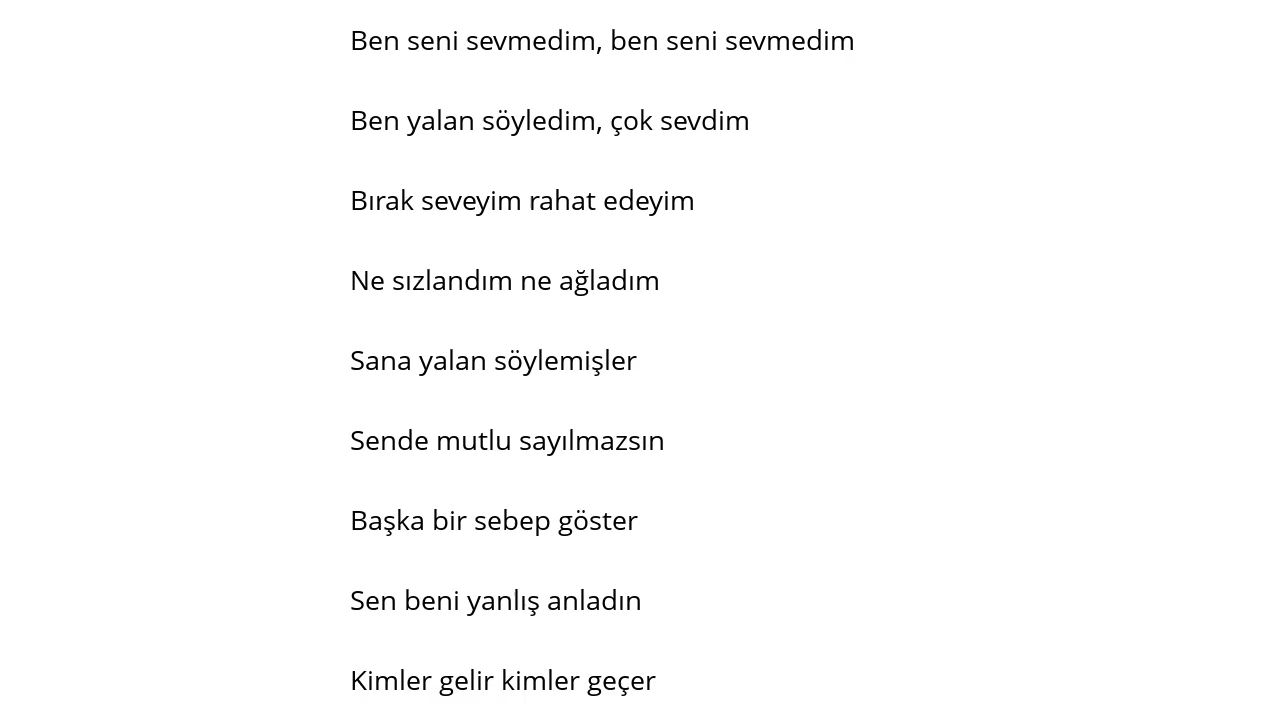 Ben seni sevmedim, ben seni sevmedim
Ben yalan söyledim, çok sevdim
Bırak seveyim rahat edeyim
Ne sızlandım ne ağladım
Sana yalan söylemişler
Sende mutlu sayılmazsın
Başka bir sebep göster
Sen beni yanlış anladın
Kimler gelir kimler geçer